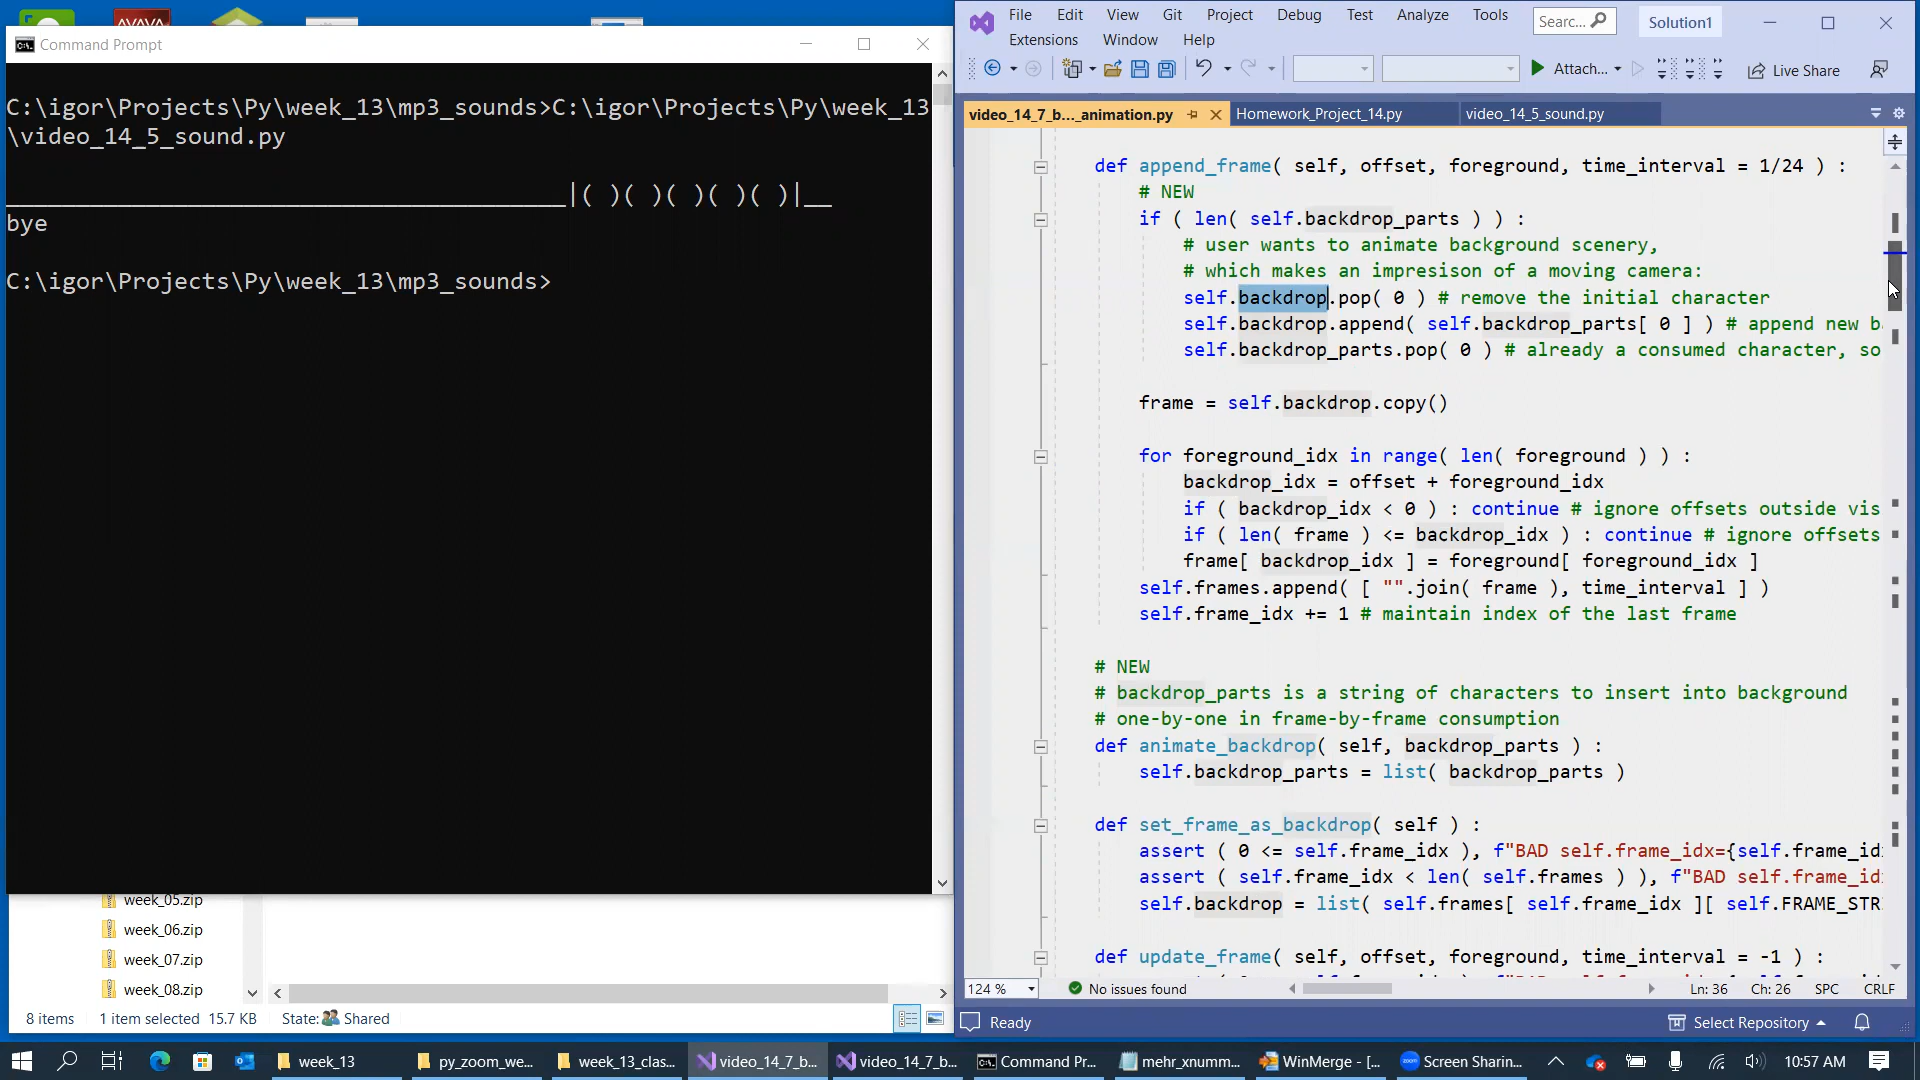 AVAYA
Command Prompt
C:\igor\Projects\Py\week_13\mp3_sounds>C:\igor\Projects\Py\week_13
\video_14_5_sound.py
___________________________________________________|( )( )( )( )( )|__
bye
C:\igor\Projects\Py\week_13\mp3_sounds>
week_05.zip
week_06.zip
week_07.zip
week_08.zip
8 items 1 item selected 15.7 KB State: Shared
File Edit View Git Project Debug Test Analyze Tools
Searc... Solution1
Extensions Window Help
Attach... Live Share
video_14_7_b..._animation.py Homework_Project_14.py video_14_5_sound.py
def append_frame( self, offset, foreground, time_interval = 1/24 ) :
# NEW
if ( len( self.backdrop_parts ) ) :
# user wants to animate background scenery,
# which makes an impresison of a moving camera:
self.backdrop.pop( 0 ) # remove the initial character
self.backdrop.append( self.backdrop_parts[ 0 ] ) # append new b
self.backdrop_parts.pop( 0 ) # already a consumed character, so
frame = self.backdrop.copy()
for foreground_idx in range( len( foreground ) ) :
backdrop_idx = offset + foreground_idx
if ( backdrop_idx < 0 ) : continue # ignore offsets outside vis
if ( len( frame ) <= backdrop_idx ) : continue # ignore offsets
frame[ backdrop_idx ] = foreground[ foreground_idx ]
self.frames.append( [ "".join( frame ), time_interval ] )
self.frame_idx += 1 # maintain index of the last frame
# NEW
# backdrop_parts is a string of characters to insert into background
# one-by-one in frame-by-frame consumption
def animate_backdrop( self, backdrop_parts ) :
self.backdrop_parts = list( backdrop_parts )
def set_frame_as_backdrop( self ) :
assert ( 0 <= self.frame_idx ), f"BAD self.frame_idx={self.frame_id
assert ( self.frame_idx < len( self.frames ) ), f"BAD self.frame_id
self.backdrop = list( self.frames[ self.frame_idx ][ self.FRAME_STR
def update_frame( self, offset, foreground, time_interval = -1 ) :
124 % No issues found Ln: 36 Ch: 26 SPC CRLF
Ready Select Repository
week_13 py_zoom_we... week_13_clas... video_14_7_b... video_14_7_b... Command Pr... mehr_xnumm... WinMerge - [... Screen Sharin... 10:57 AM